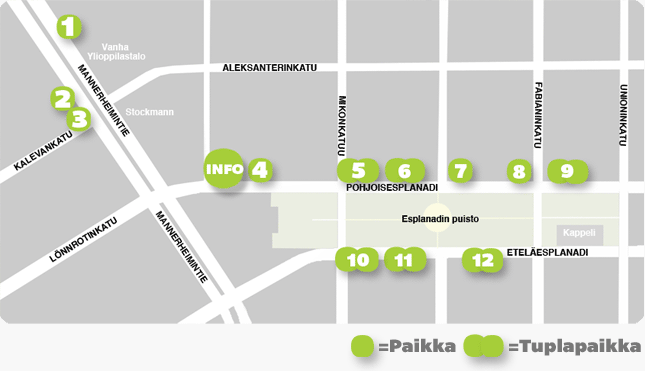 1
Vanha
Ylioppilastalo
ALEKSANTERINKATU
MANNERHEIMINTIE
2
3
Stockmann
KALEVANKATU
MIKONKATUU
FABIANINKATU
UNIONINKATU
INFO
4
5
6
7
8
9
POHJOISESPLANADI
LÖNNROTINKATU
MANNERHEIMINTIE
Esplanadin puisto
Kappeli
ETELÄESPLANADI
10
11
12
=Paikka
=Tuplapaikka